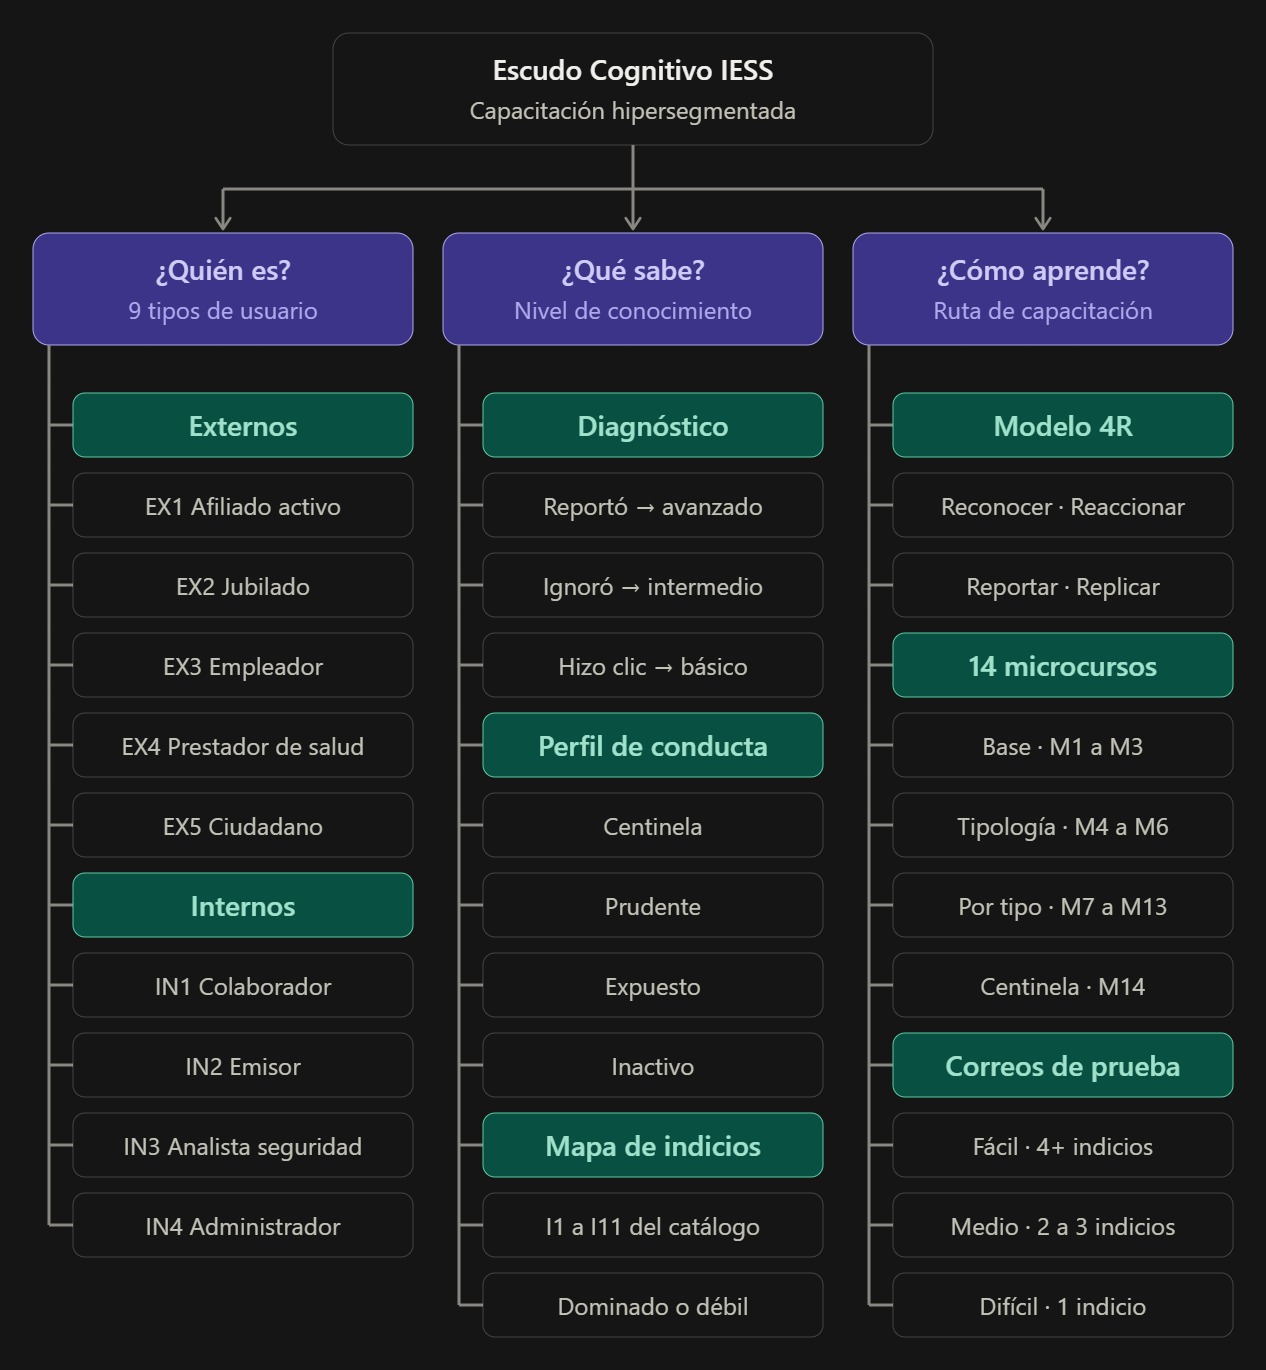 Escudo Cognitivo IESS
Capacitación hipersegmentada
¿Quién es?
9 tipos de usuario
Externos
EX1 Afiliado activo
EX2 Jubilado
EX3 Empleador
EX4 Prestador de salud
EX5 Ciudadano
Internos
IN1 Colaborador
IN2 Emisor
IN3 Analista seguridad
IN4 Administrador
¿Qué sabe?
Nivel de conocimiento
Diagnóstico
Reportó → avanzado
Ignoró → intermedio
Hizo clic → básico
Perfil de conducta
Centinela
Prudente
Expuesto
Inactivo
Mapa de indicios
I1 a I11 del catálogo
Dominado o débil
¿Cómo aprende?
Ruta de capacitación
Modelo 4R
Reconocer · Reaccionar
Reportar · Replicar
14 microcursos
Base · M1 a M3
Tipología · M4 a M6
Por tipo · M7 a M13
Centinela · M14
Correos de prueba
Fácil · 4+ indicios
Medio · 2 a 3 indicios
Difícil · 1 indicio